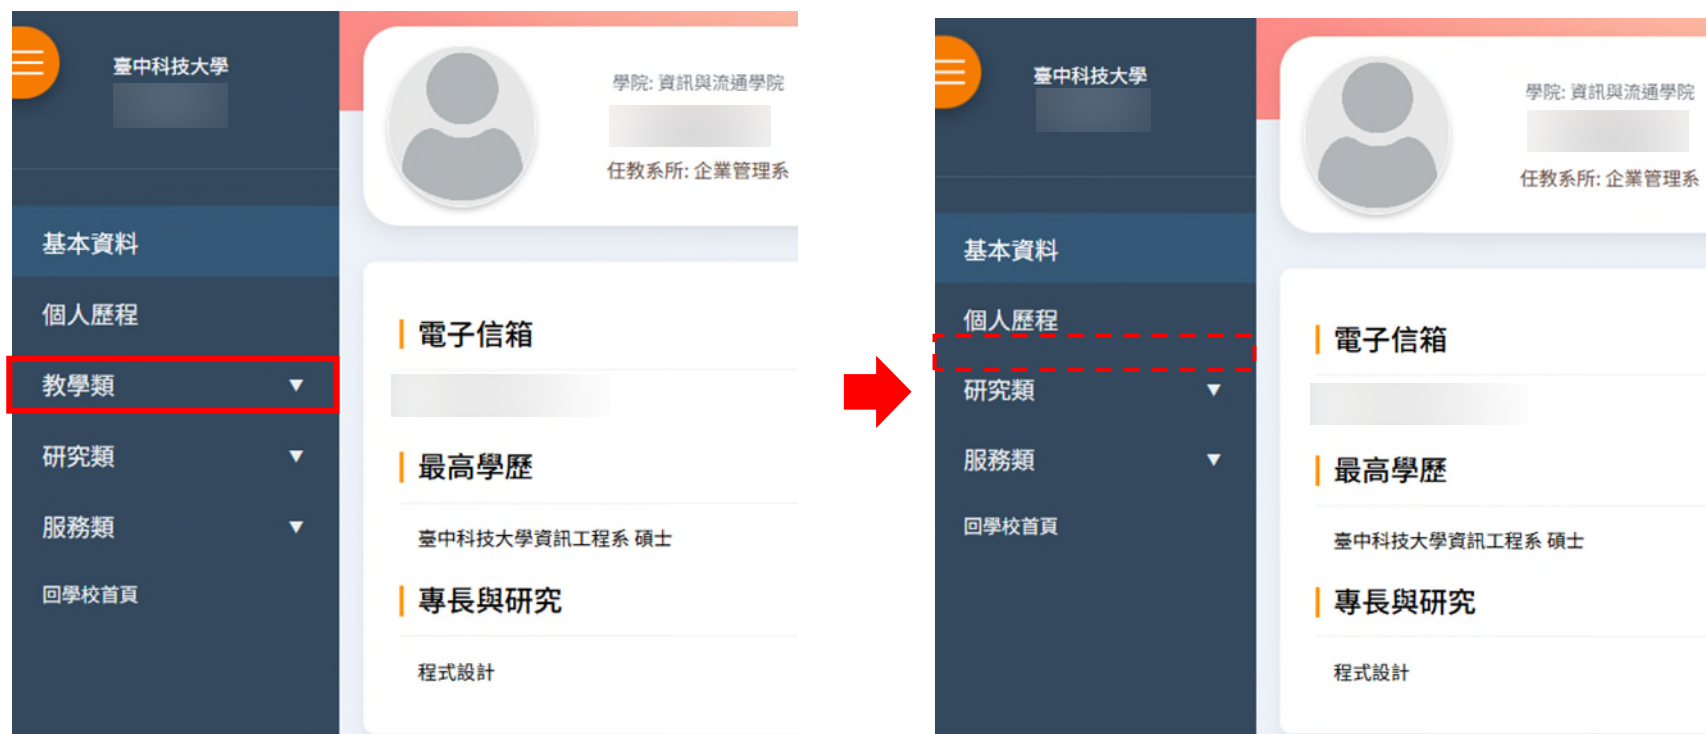 臺中科技大學
學院: 資訊與流通學院
任教系所: 企業管理系
基本資料
個人歷程
教學類 ▼
研究類 ▼
服務類 ▼
回學校首頁
電子信箱
最高學歷
臺中科技大學資訊工程系 碩士
專長與研究
程式設計
臺中科技大學
學院: 資訊與流通學院
任教系所: 企業管理系
基本資料
個人歷程
研究類 ▼
服務類 ▼
回學校首頁
電子信箱
最高學歷
臺中科技大學資訊工程系 碩士
專長與研究
程式設計